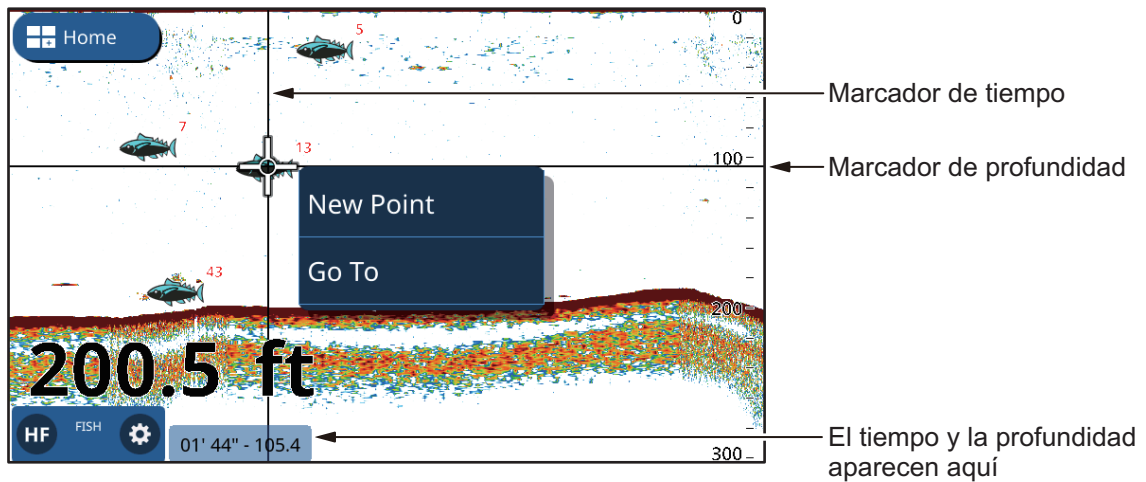 Home
5
0
Marcador de tiempo
7
13
100
Marcador de profundidad
New Point
Go To
43
200
200.5 ft
HF FISH
01' 44" - 105.4
El tiempo y la profundidad
aparecen aquí
300